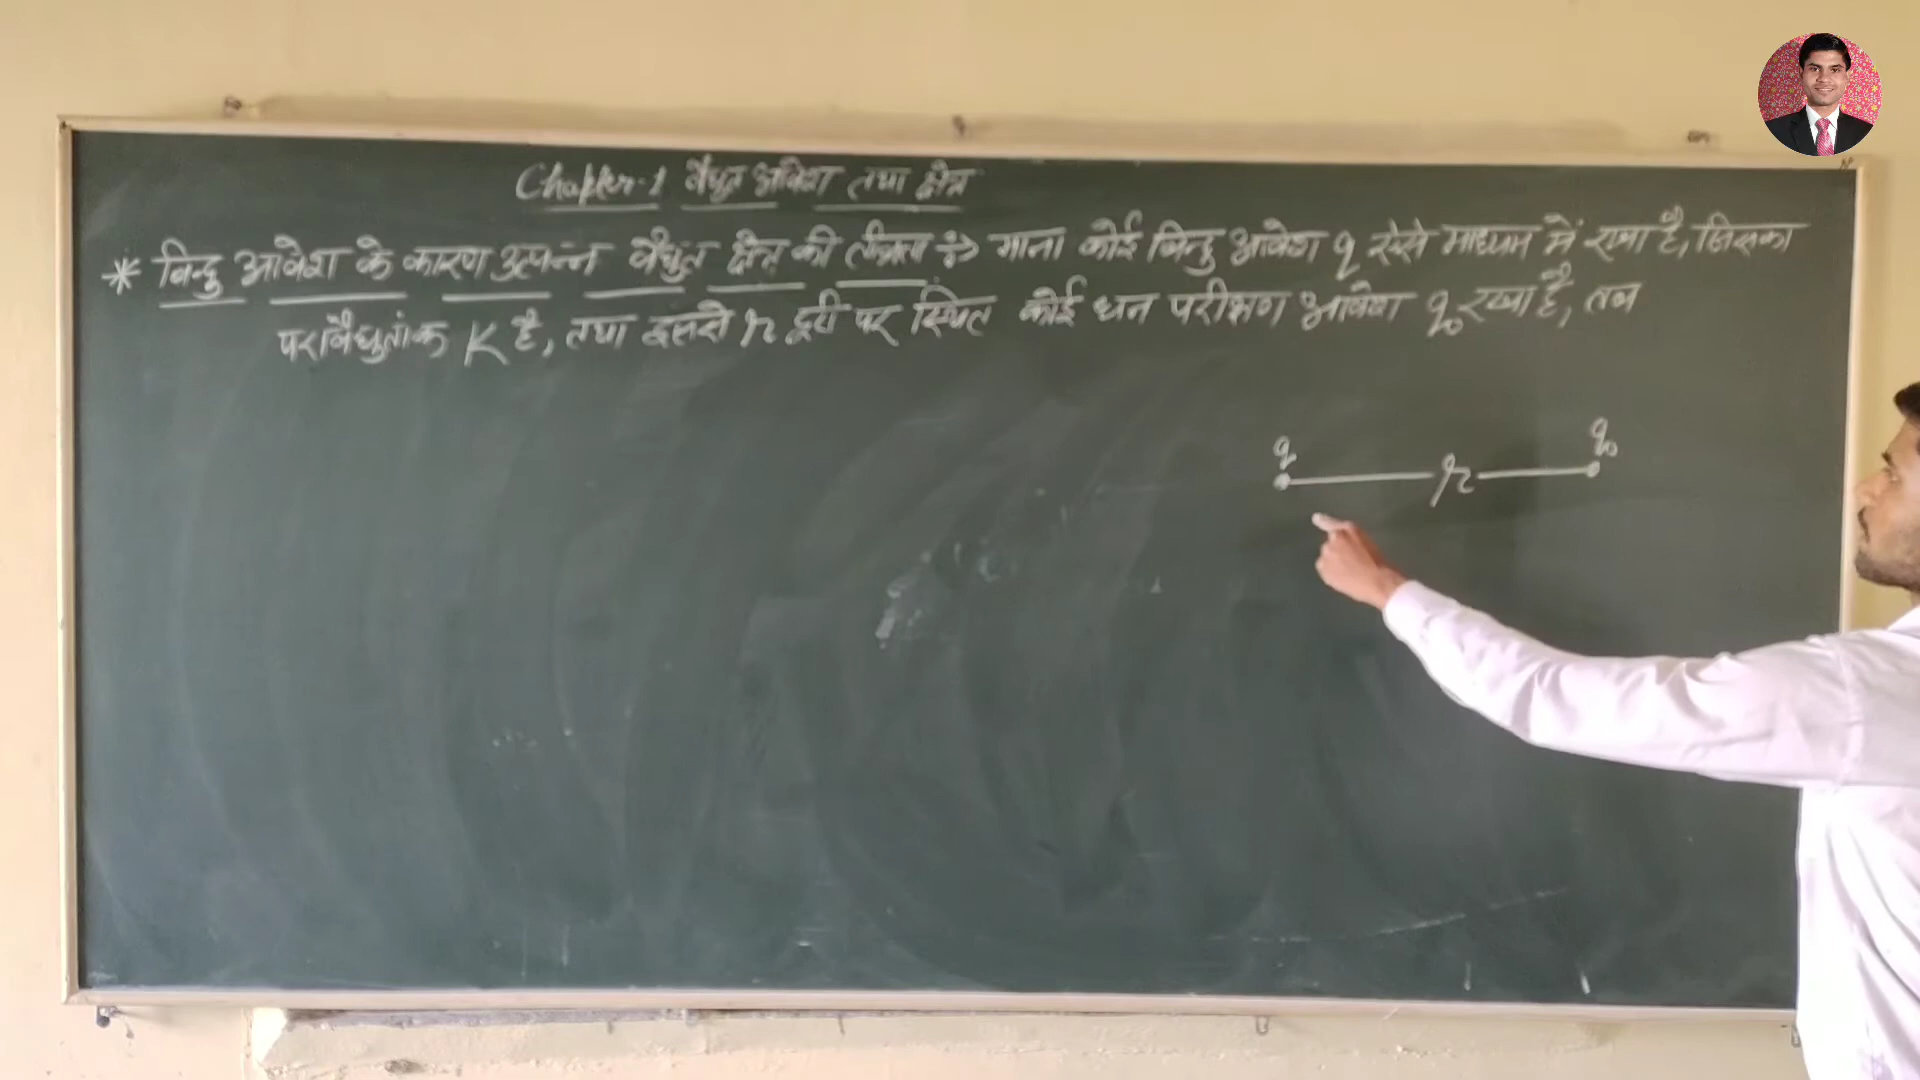 Chapter-1 वैधुत आवेश तथा क्षेत्र
* बिन्दु आवेश के कारण उत्पन्न वैधुत क्षेत्र की तीव्रता ÷> माना कोई बिन्दु आवेश q ऐसे माध्यम में रखा है, जिसका
परावैधुतांक K है, तथा इससे r दूरी पर स्थित कोई धन परीक्षण आवेश q₀ रखा है, तब
q r q₀